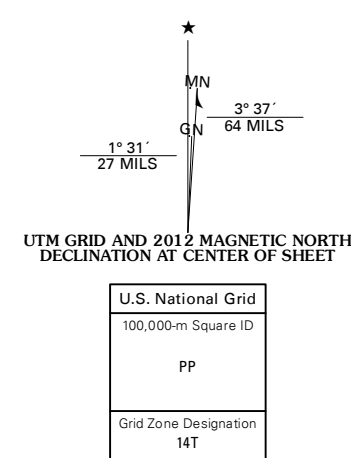 ★
MN
3° 37´
64 MILS
GN
1° 31´
27 MILS
UTM GRID AND 2012 MAGNETIC NORTH
DECLINATION AT CENTER OF SHEET
U.S. National Grid
100,000-m Square ID
PP
Grid Zone Designation
14T